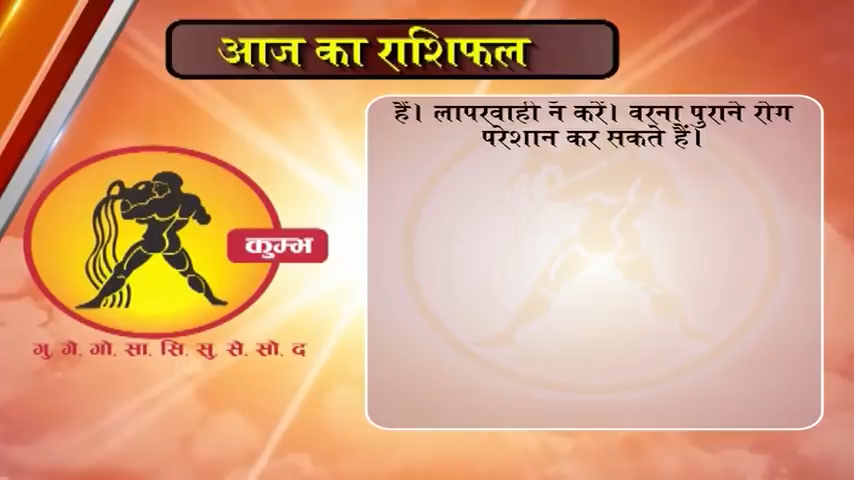 आज का राशिफल
हैं। लापरवाही न करें। वरना पुराने रोग
परेशान कर सकते हैं।
कुम्भ
गु, गे, गो, सा, सि, सु, से, सो, द